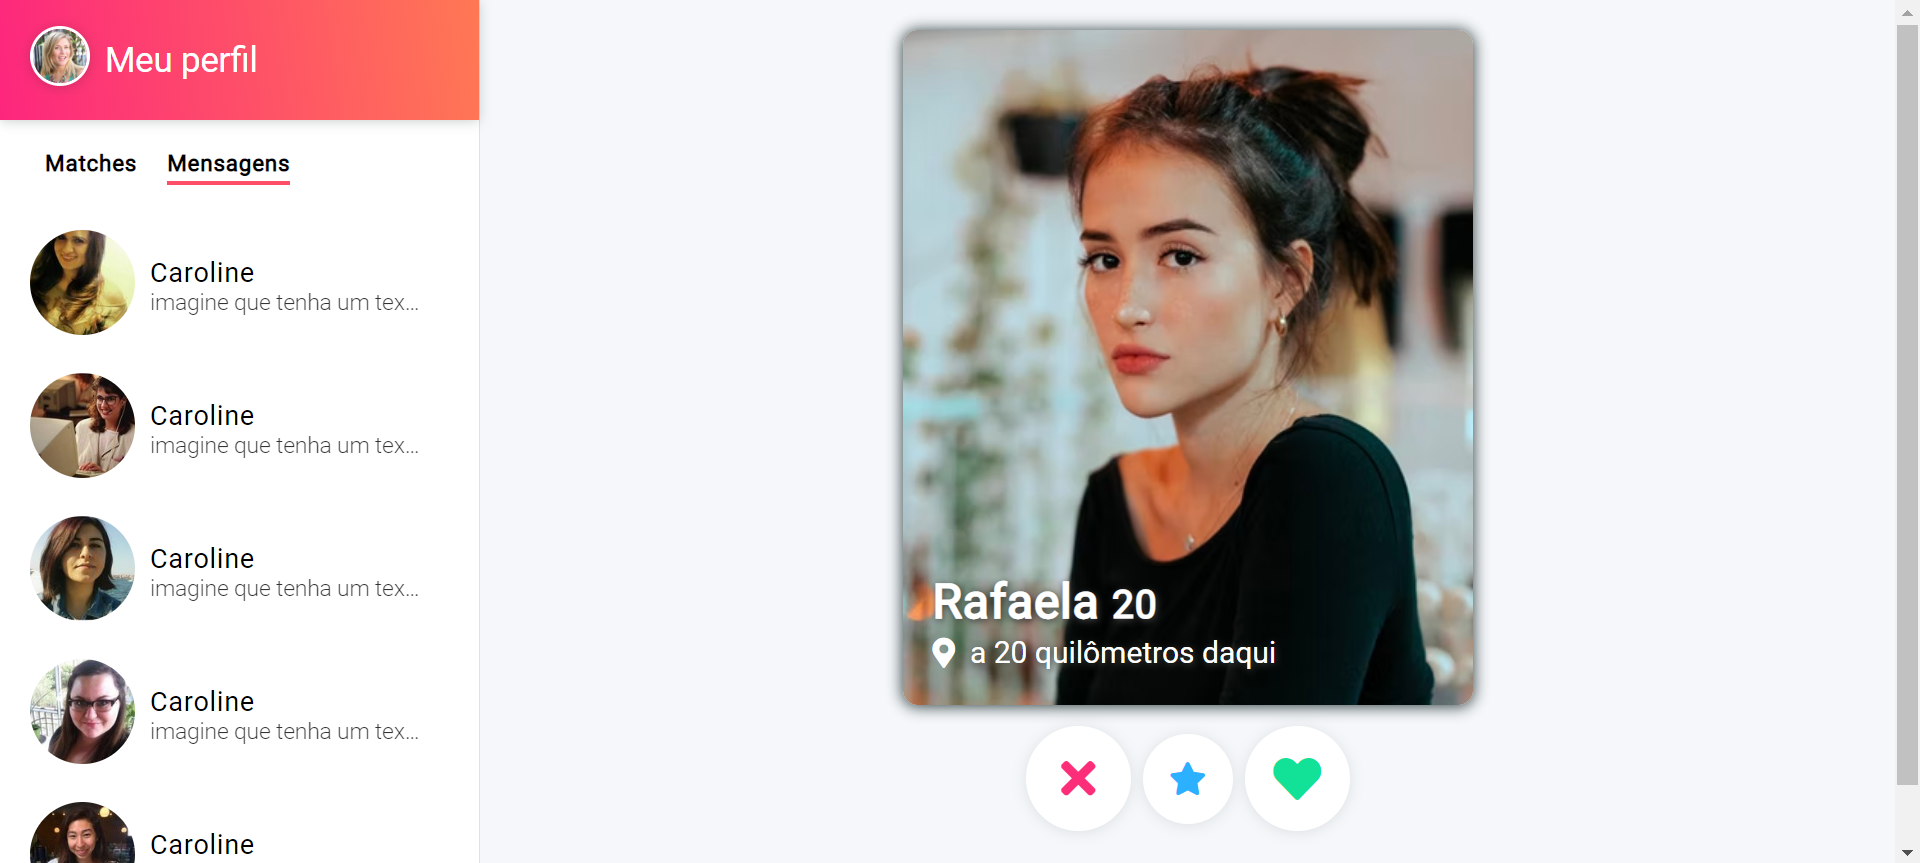 Meu perfil
Matches Mensagens
Caroline
imagine que tenha um tex...
Caroline
imagine que tenha um tex...
Caroline
imagine que tenha um tex...
Caroline
imagine que tenha um tex...
Caroline
Rafaela 20
a 20 quilômetros daqui